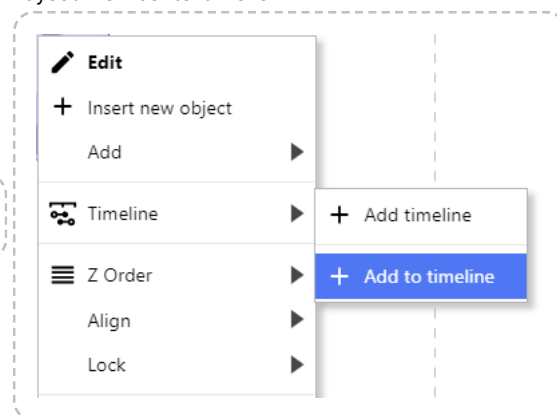 Edit
Insert new object
Add
Timeline
Add timeline
Z Order
Add to timeline
Align
Lock